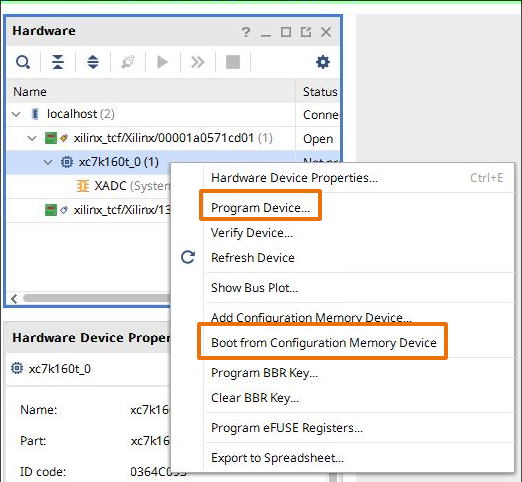 Hardware
Name Status
localhost (2) Conne
xilinx_tcf/Xilinx/00001a0571cd01 (1) Open
xc7k160t_0 (1)
XADC (System
xilinx_tcf/Xilinx/13
Hardware Device Properties... Ctrl+E
Program Device...
Verify Device...
Refresh Device
Show Bus Plot...
Add Configuration Memory Device...
Boot from Configuration Memory Device
Program BBR Key...
Clear BBR Key...
Program eFUSE Registers...
Export to Spreadsheet...
Hardware Device Proper
xc7k160t_0
Name: xc7k16
Part: xc7k16
ID code: